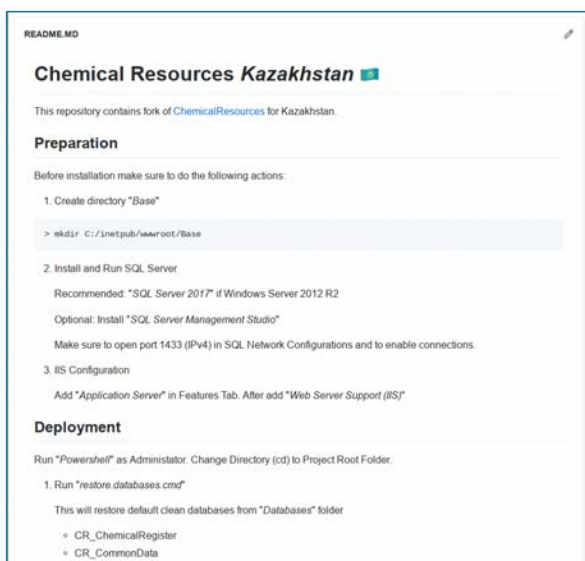 README.MD
Chemical Resources Kazakhstan 🇰🇿
This repository contains fork of ChemicalResources for Kazakhstan.
Preparation
Before installation make sure to do the following actions:
1. Create directory "Base"
> mkdir C:/inetpub/wwwroot/Base
2. Install and Run SQL Server
Recommended: "SQL Server 2017" if Windows Server 2012 R2
Optional: Install "SQL Server Management Studio"
Make sure to open port 1433 (IPv4) in SQL Network Configurations and to enable connections.
3. IIS Configuration
Add "Application Server" in Features Tab. After add "Web Server Support (IIS)"
Deployment
Run "Powershell" as Administator. Change Directory (cd) to Project Root Folder.
1. Run "restore.databases.cmd"
This will restore default clean databases from "Databases" folder
CR_ChemicalRegister
CR_CommonData